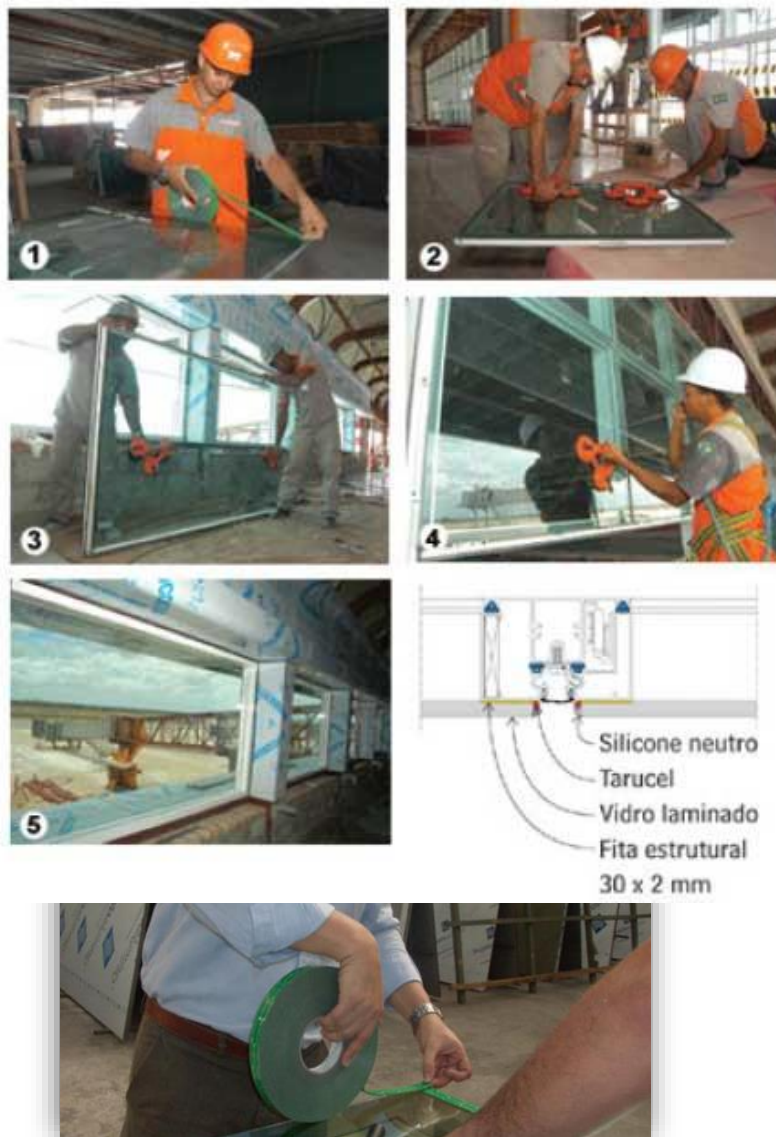 1
2
3
4
5
Silicone neutro
Tarucel
Vidro laminado
Fita estrutural
30 x 2 mm